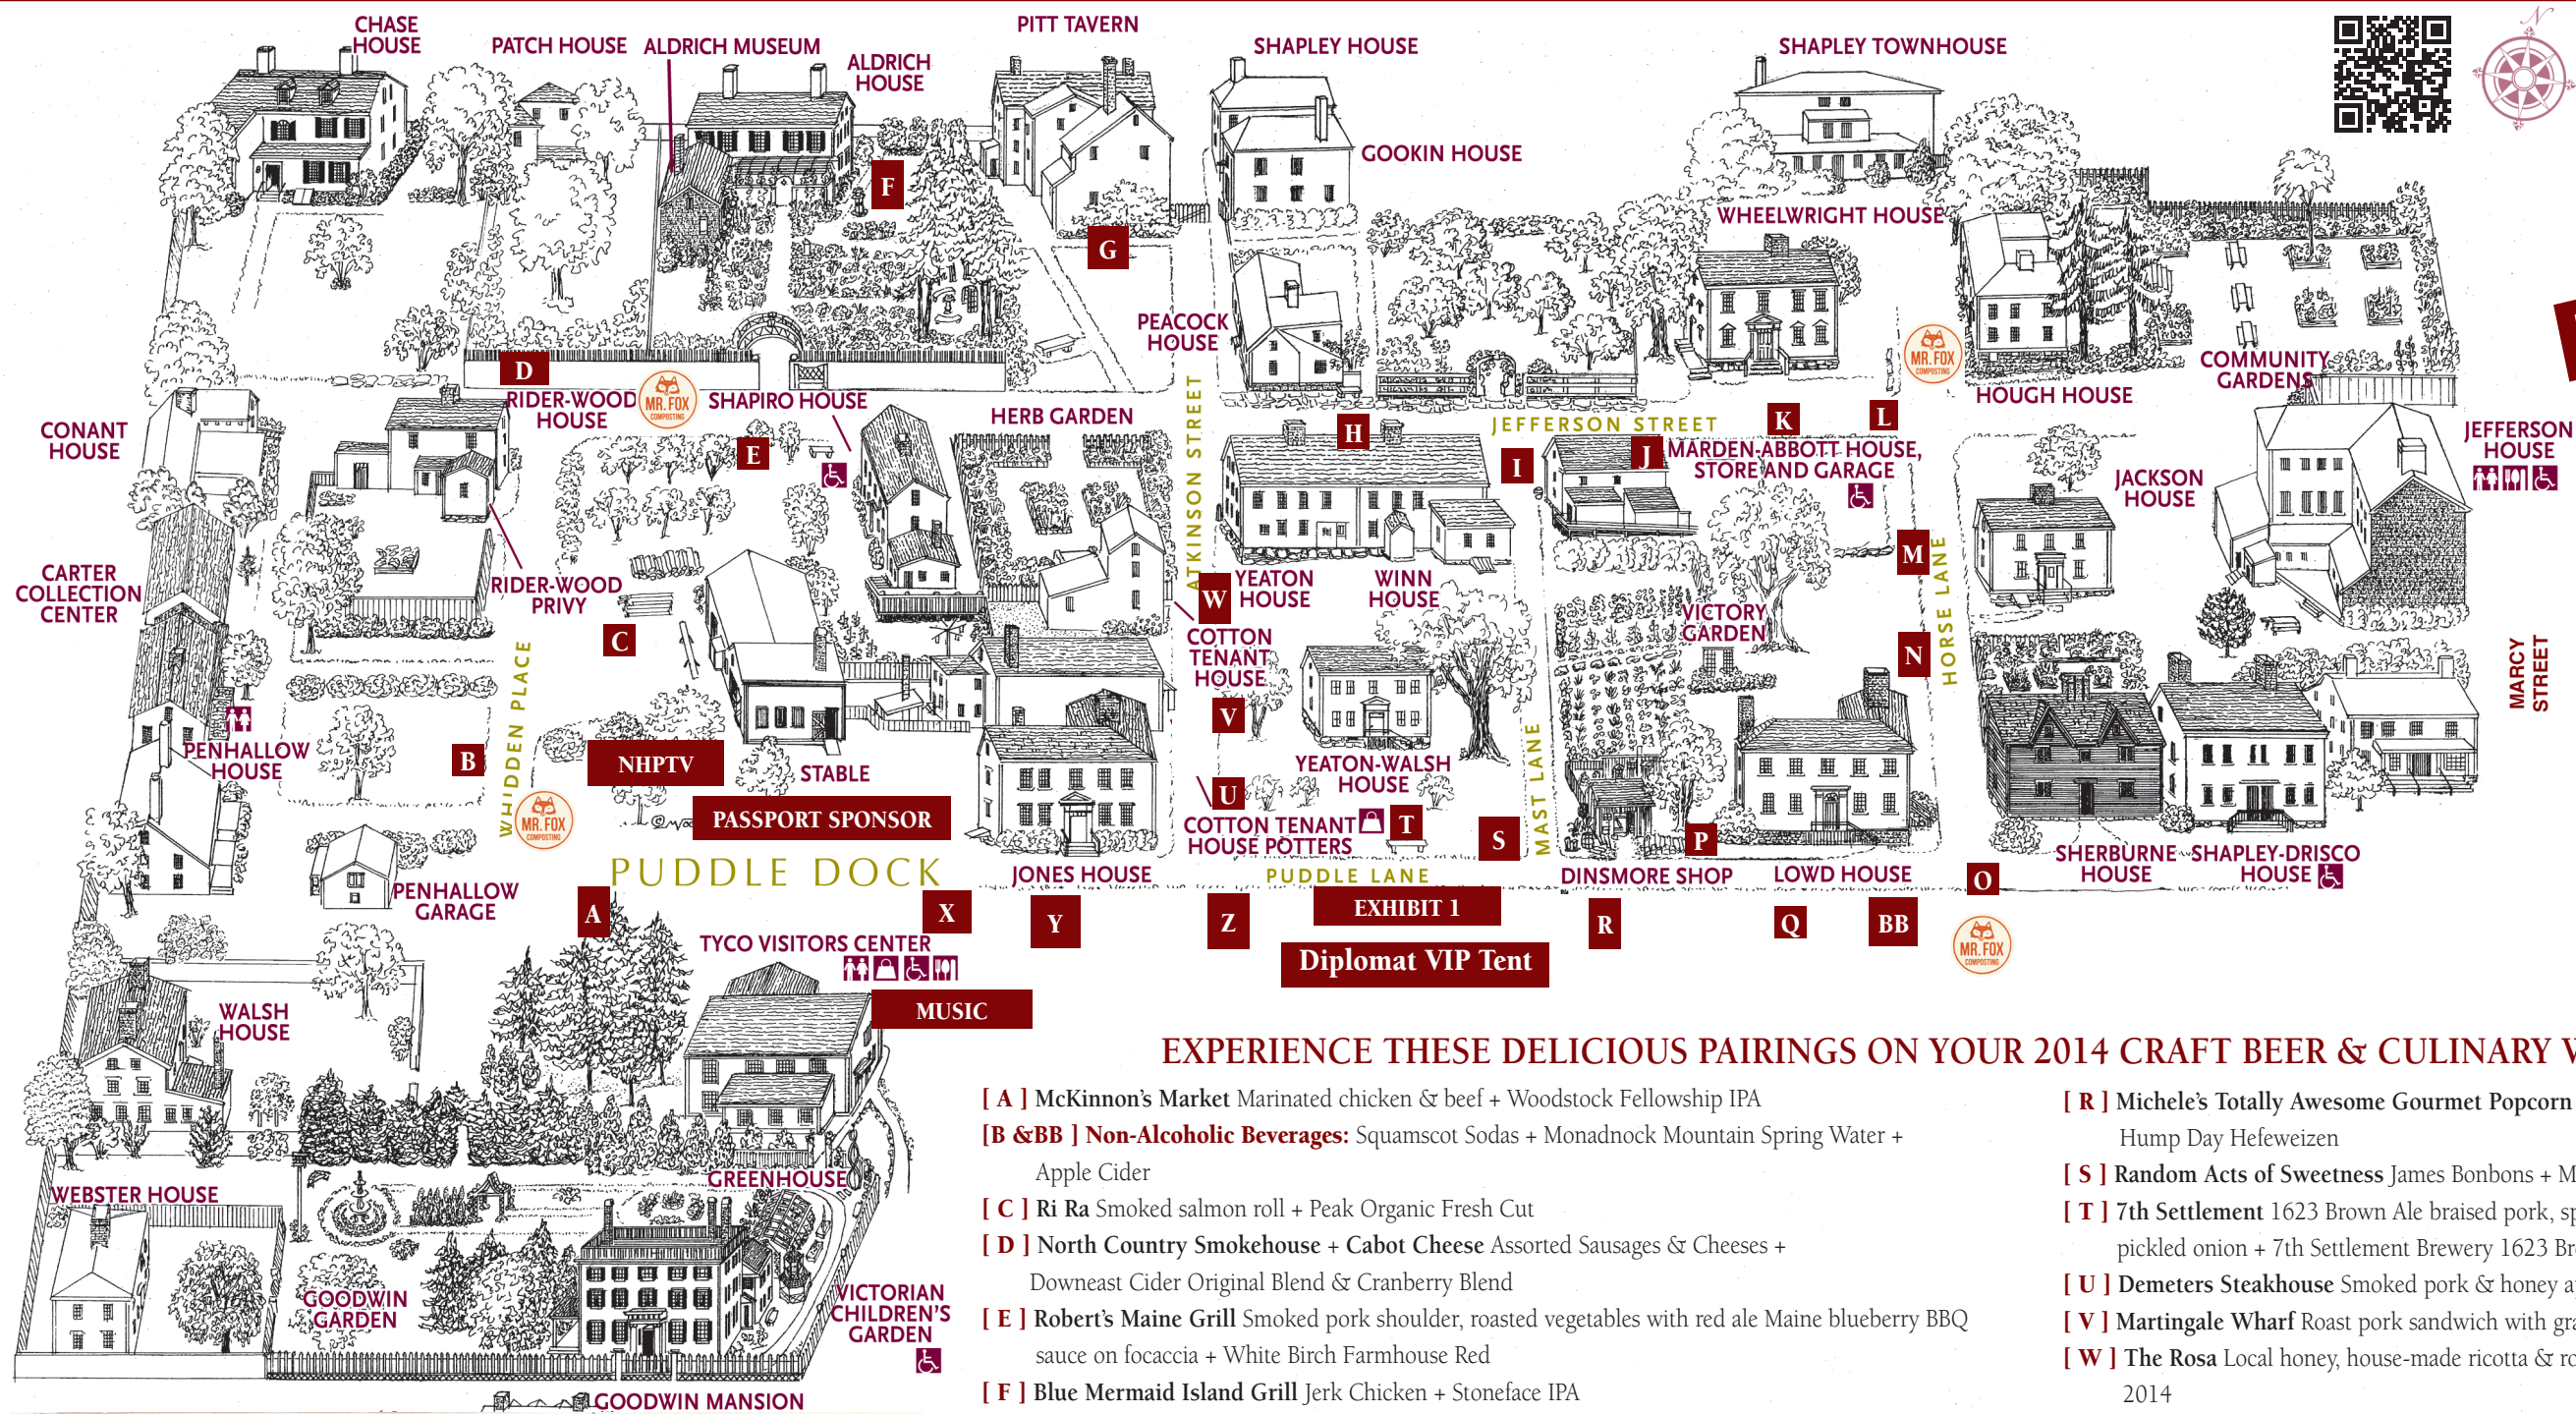 CHASE
HOUSE
PATCH HOUSE
ALDRICH MUSEUM
ALDRICH
HOUSE
PITT TAVERN
SHAPLEY HOUSE
SHAPLEY TOWNHOUSE
N
GOOKIN HOUSE
F
WHEELWRIGHT HOUSE
G
PEACOCK
HOUSE
MR. FOX
COMPOSTING
COMMUNITY
GARDENS
D
RIDER-WOOD
HOUSE
MR. FOX
COMPOSTING
SHAPIRO HOUSE
HERB GARDEN
HOUGH HOUSE
CONANT
HOUSE
E
ATKINSON STREET
H
JEFFERSON STREET
K
L
I
J
MARDEN-ABBOTT HOUSE,
STORE AND GARAGE
JACKSON
HOUSE
JEFFERSON
HOUSE
CARTER
COLLECTION
CENTER
RIDER-WOOD
PRIVY
C
W
YEATON
HOUSE
WINN
HOUSE
M
HORSE LANE
VICTORY
GARDEN
N
COTTON
TENANT
HOUSE
MARCY
STREET
WHIDDEN PLACE
PENHALLOW
HOUSE
B
NHPTV
STABLE
V
YEATON-WALSH
HOUSE
MAST LANE
U
T
S
P
MR. FOX
COMPOSTING
PASSPORT SPONSOR
COTTON TENANT
HOUSE POTTERS
PUDDLE DOCK
JONES HOUSE
PUDDLE LANE
DINSMORE SHOP
LOWD HOUSE
O
SHERBURNE
HOUSE
SHAPLEY-DRISCO
HOUSE
PENHALLOW
GARAGE
A
X
Y
Z
EXHIBIT 1
R
Q
BB
MR. FOX
COMPOSTING
TYCO VISITORS CENTER
Diplomat VIP Tent
MUSIC
WALSH
HOUSE
WEBSTER HOUSE
GREENHOUSE
GOODWIN
GARDEN
VICTORIAN
CHILDREN'S
GARDEN
GOODWIN MANSION
EXPERIENCE THESE DELICIOUS PAIRINGS ON YOUR 2014 CRAFT BEER & CULINARY
[ A ] McKinnon's Market Marinated chicken & beef + Woodstock Fellowship IPA
[B &BB ] Non-Alcoholic Beverages: Squamscot Sodas + Monadnock Mountain Spring Water +
Apple Cider
[ C ] Ri Ra Smoked salmon roll + Peak Organic Fresh Cut
[ D ] North Country Smokehouse + Cabot Cheese Assorted Sausages & Cheeses +
Downeast Cider Original Blend & Cranberry Blend
[ E ] Robert's Maine Grill Smoked pork shoulder, roasted vegetables with red ale Maine blueberry BBQ
sauce on focaccia + White Birch Farmhouse Red
[ F ] Blue Mermaid Island Grill Jerk Chicken + Stoneface IPA
[ R ] Michele's Totally Awesome Gourmet Popcorn
Hump Day Hefeweizen
[ S ] Random Acts of Sweetness James Bonbons +
[ T ] 7th Settlement 1623 Brown Ale braised pork,
pickled onion + 7th Settlement Brewery 1623
[ U ] Demeters Steakhouse Smoked pork & honey
[ V ] Martingale Wharf Roast pork sandwich with
[ W ] The Rosa Local honey, house-made ricotta &
2014